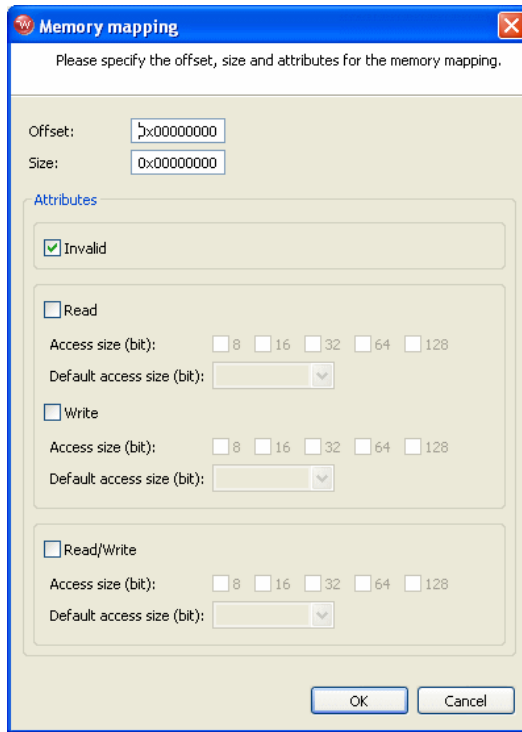 Memory mapping
Please specify the offset, size and attributes for the memory mapping.
Offset: 0x00000000
Size: 0x00000000
Attributes
Invalid
Read
Access size (bit): 8 16 32 64 128
Default access size (bit):
Write
Access size (bit): 8 16 32 64 128
Default access size (bit):
Read/Write
Access size (bit): 8 16 32 64 128
Default access size (bit):
OK Cancel